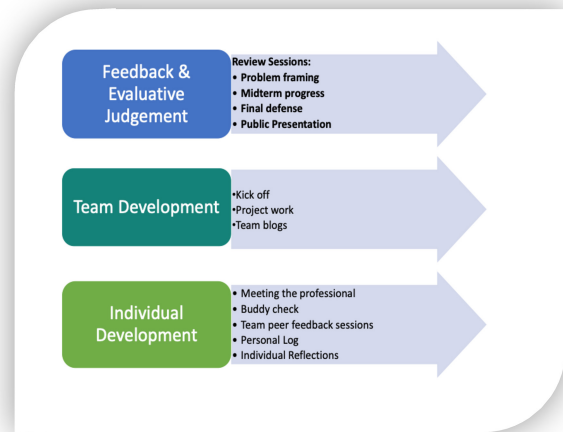 Feedback &
Evaluative
Judgement
Review Sessions:
• Problem framing
• Midterm progress
• Final defense
• Public Presentation
Team Development
•Kick off
•Project work
•Team blogs
Individual
Development
• Meeting the professional
• Buddy check
• Team peer feedback sessions
• Personal Log
• Individual Reflections